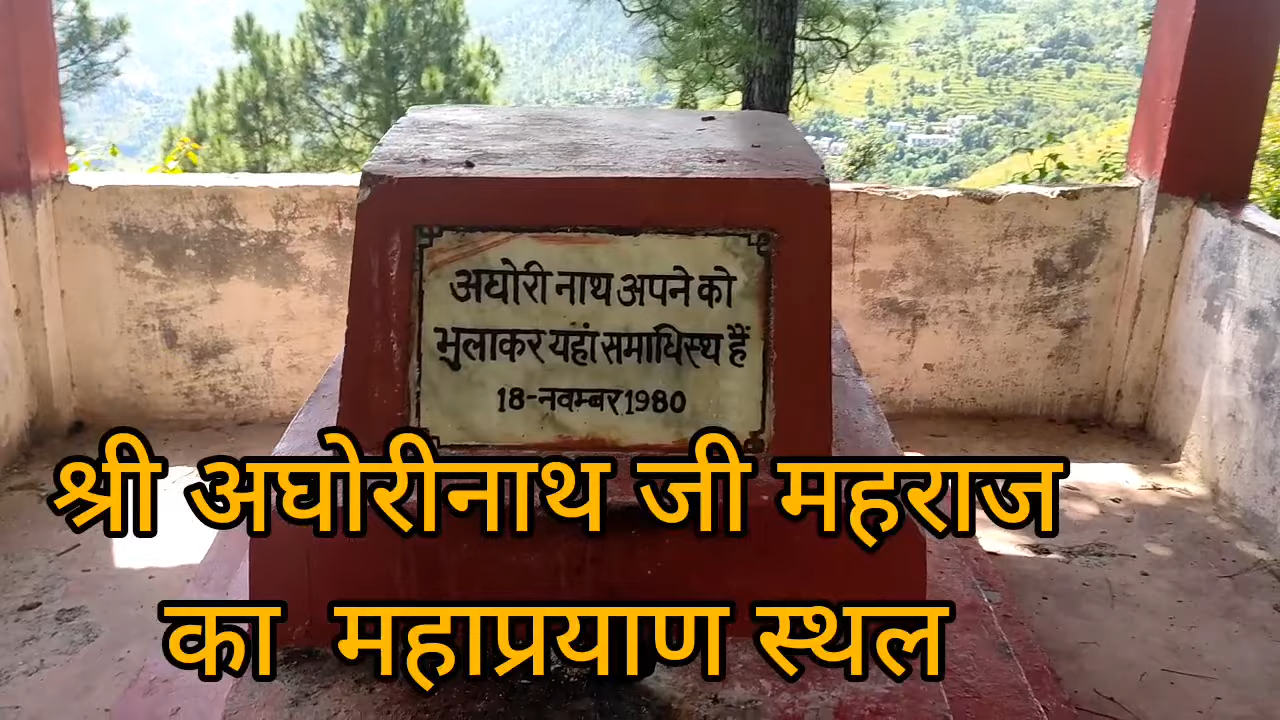 अघोरी नाथ अपने को
भुलाकर यहां समाधिस्थ हैं
18-नवम्बर 1980
श्री अघोरीनाथ जी महराज
का महाप्रयाण स्थल